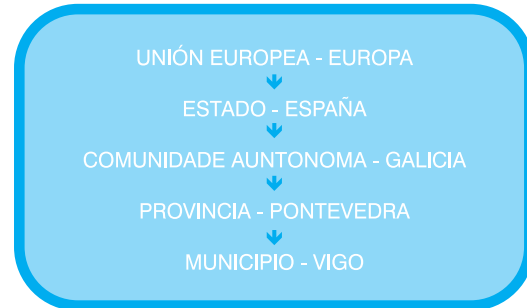 UNIÓN EUROPEA - EUROPA
ESTADO - ESPAÑA
COMUNIDADE AUNTONOMA - GALICIA
PROVINCIA - PONTEVEDRA
MUNICIPIO - VIGO